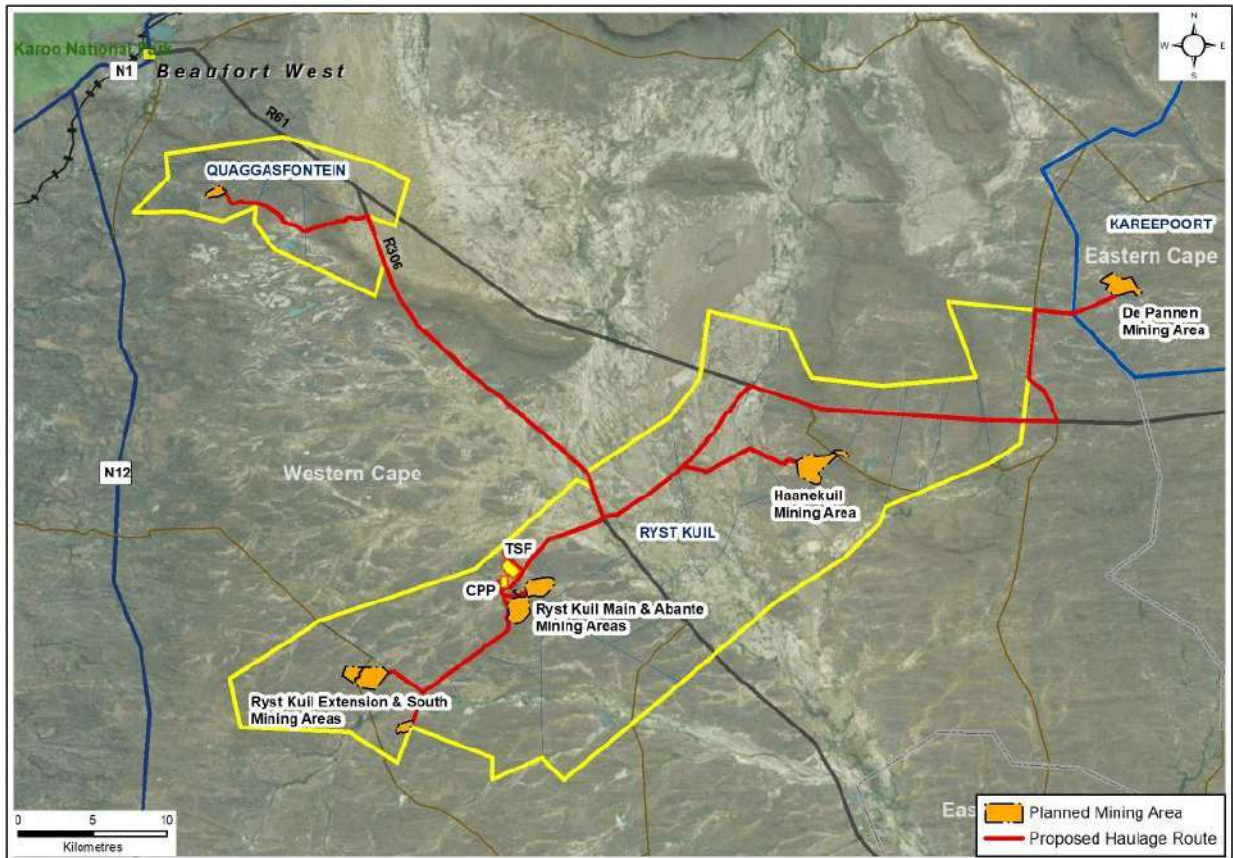 Karoo National Park
N
W
E
S
N1
Beaufort West
R61
QUAGGASFONTEIN
R306
KAREEPOORT
Eastern Cape
De Pannen
Mining Area
N12
Western Cape
Haanekuil
Mining Area
RYST KUIL
TSF
CPP
Ryst Kuil Main & Abante
Mining Areas
Ryst Kuil Extension & South
Mining Areas
0 5 10
Kilometres
Planned Mining Area
Proposed Haulage Route